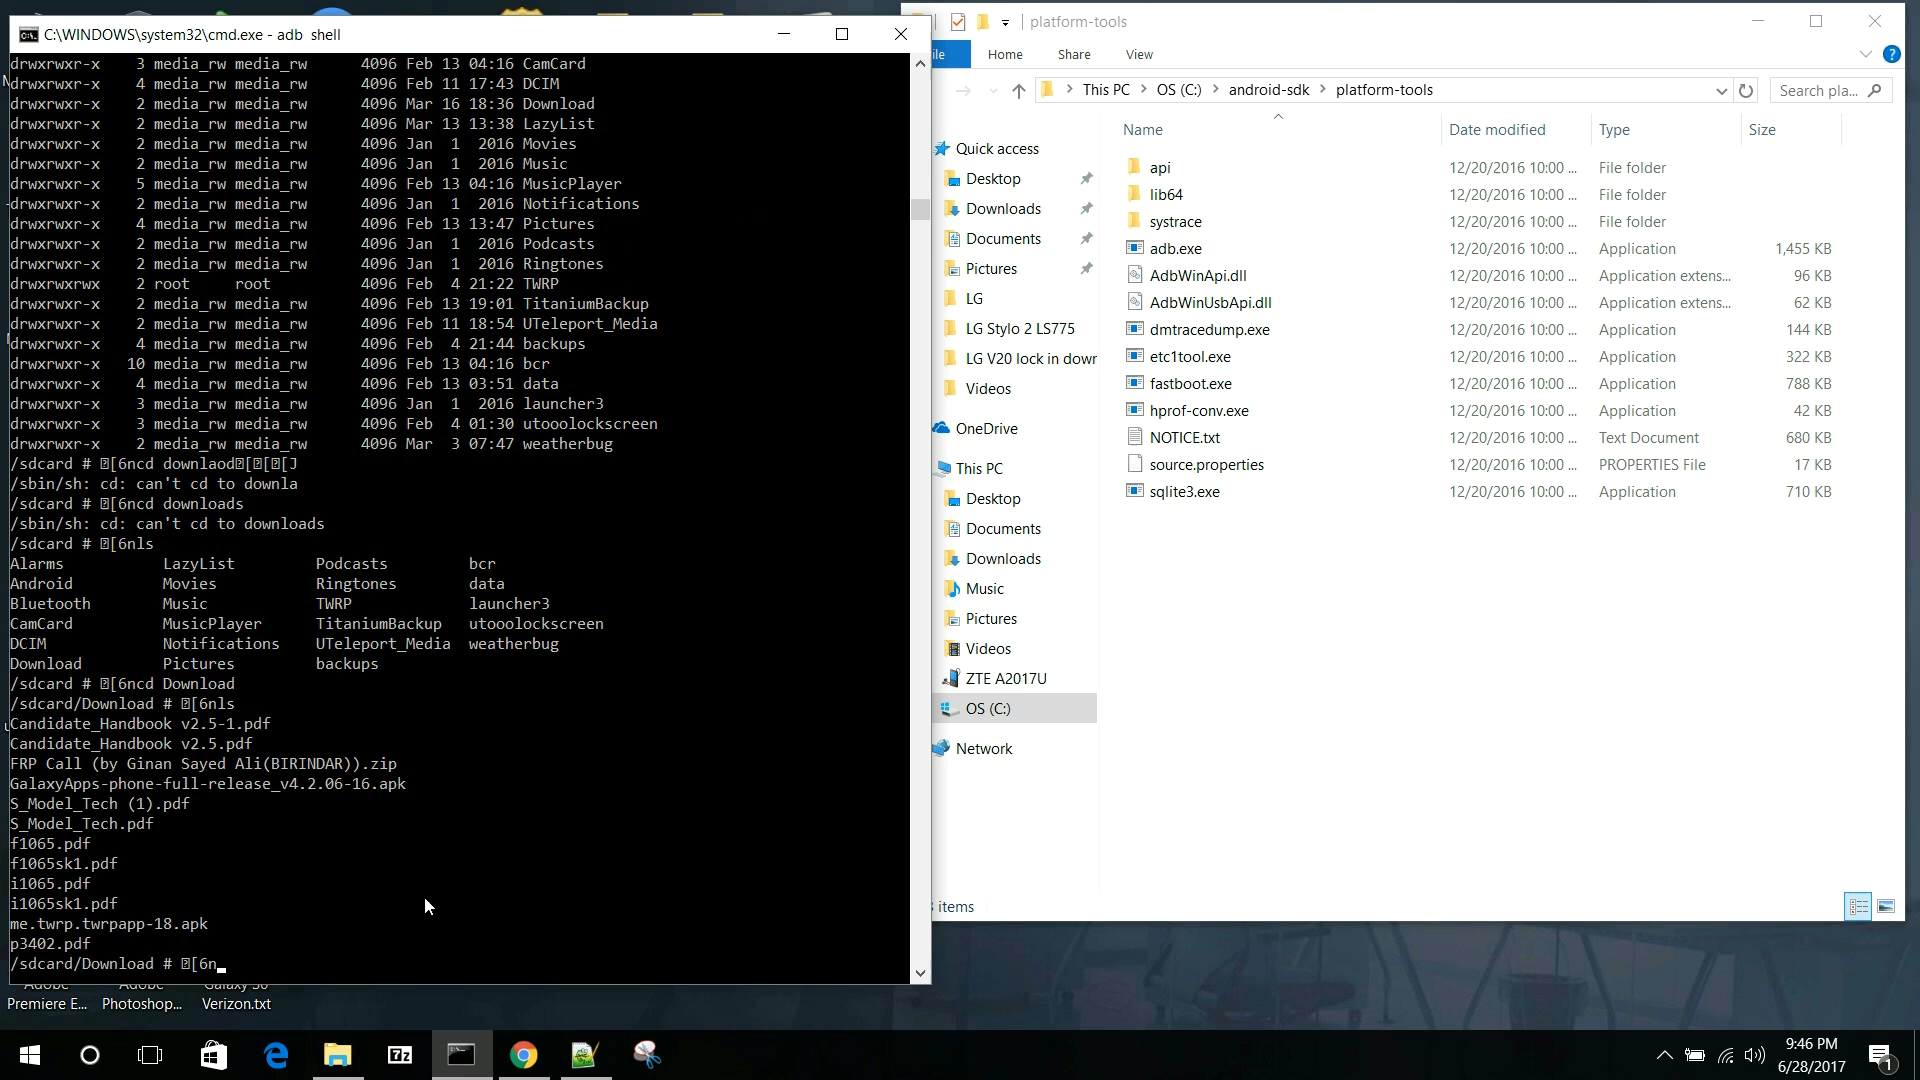 C:\WINDOWS\system32\cmd.exe - adb  shell
drwxrwxr-x    3 media_rw media_rw      4096 Feb 13 04:16 CamCard
drwxrwxr-x    4 media_rw media_rw      4096 Feb 11 17:43 DCIM
drwxrwxr-x    2 media_rw media_rw      4096 Mar 16 18:36 Download
drwxrwxr-x    2 media_rw media_rw      4096 Mar 13 13:38 LazyList
drwxrwxr-x    2 media_rw media_rw      4096 Jan  1  2016 Movies
drwxrwxr-x    2 media_rw media_rw      4096 Jan  1  2016 Music
drwxrwxr-x    5 media_rw media_rw      4096 Feb 13 04:16 MusicPlayer
drwxrwxr-x    2 media_rw media_rw      4096 Jan  1  2016 Notifications
drwxrwxr-x    4 media_rw media_rw      4096 Feb 13 13:47 Pictures
drwxrwxr-x    2 media_rw media_rw      4096 Jan  1  2016 Podcasts
drwxrwxr-x    2 media_rw media_rw      4096 Jan  1  2016 Ringtones
drwxrwxrwx    2 root     root          4096 Feb  4 21:22 TWRP
drwxrwxr-x    2 media_rw media_rw      4096 Feb 13 19:01 TitaniumBackup
drwxrwxr-x    2 media_rw media_rw      4096 Feb 11 18:54 UTeleport_Media
drwxrwxr-x    4 media_rw media_rw      4096 Feb  4 21:44 backups
drwxrwxr-x   10 media_rw media_rw      4096 Feb 13 04:16 bcr
drwxrwxr-x    4 media_rw media_rw      4096 Feb 13 03:51 data
drwxrwxr-x    3 media_rw media_rw      4096 Jan  1  2016 launcher3
drwxrwxr-x    3 media_rw media_rw      4096 Feb  4 01:30 utooolockscreen
drwxrwxr-x    2 media_rw media_rw      4096 Mar  3 07:47 weatherbug
/sdcard # [6ncd downlaod[[[J
/sbin/sh: cd: can't cd to downla
/sdcard # [6ncd downloads
/sbin/sh: cd: can't cd to downloads
/sdcard # [6nls
Alarms           LazyList         Podcasts         bcr
Android          Movies           Ringtones        data
Bluetooth        Music            TWRP             launcher3
CamCard          MusicPlayer      TitaniumBackup   utooolockscreen
DCIM             Notifications    UTeleport_Media  weatherbug
Download         Pictures         backups
/sdcard # [6ncd Download
/sdcard/Download # [6nls
Candidate_Handbook v2.5-1.pdf
Candidate_Handbook v2.5.pdf
FRP Call (by Ginan Sayed Ali(BIRINDAR)).zip
GalaxyApps-phone-full-release_v4.2.06-16.apk
S_Model_Tech (1).pdf
S_Model_Tech.pdf
f1065.pdf
f1065sk1.pdf
i1065.pdf
i1065sk1.pdf
me.twrp.twrpapp-18.apk
p3402.pdf
/sdcard/Download # [6n_
platform-tools
ile Home Share View
This PC > OS (C:) > android-sdk > platform-tools
Search pla...
Quick access
Desktop
Downloads
Documents
Pictures
LG
LG Stylo 2 LS775
LG V20 lock in dowr
Videos
OneDrive
This PC
Desktop
Documents
Downloads
Music
Pictures
Videos
ZTE A2017U
OS (C:)
Network
Name Date modified Type Size
api 12/20/2016 10:00 ... File folder
lib64 12/20/2016 10:00 ... File folder
systrace 12/20/2016 10:00 ... File folder
adb.exe 12/20/2016 10:00 ... Application 1,455 KB
AdbWinApi.dll 12/20/2016 10:00 ... Application extens... 96 KB
AdbWinUsbApi.dll 12/20/2016 10:00 ... Application extens... 62 KB
dmtracedump.exe 12/20/2016 10:00 ... Application 144 KB
etc1tool.exe 12/20/2016 10:00 ... Application 322 KB
fastboot.exe 12/20/2016 10:00 ... Application 788 KB
hprof-conv.exe 12/20/2016 10:00 ... Application 42 KB
NOTICE.txt 12/20/2016 10:00 ... Text Document 680 KB
source.properties 12/20/2016 10:00 ... PROPERTIES File 17 KB
sqlite3.exe 12/20/2016 10:00 ... Application 710 KB
items
Premiere E... Photoshop... Verizon.txt
7z
9:46 PM
6/28/2017
1